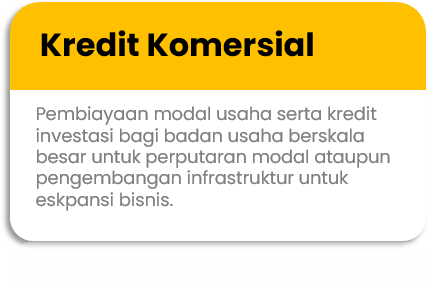 Kredit Komersial
Pembiayaan modal usaha serta kredit
investasi bagi badan usaha berskala
besar untuk perputaran modal ataupun
pengembangan infrastruktur untuk
eskpansi bisnis.